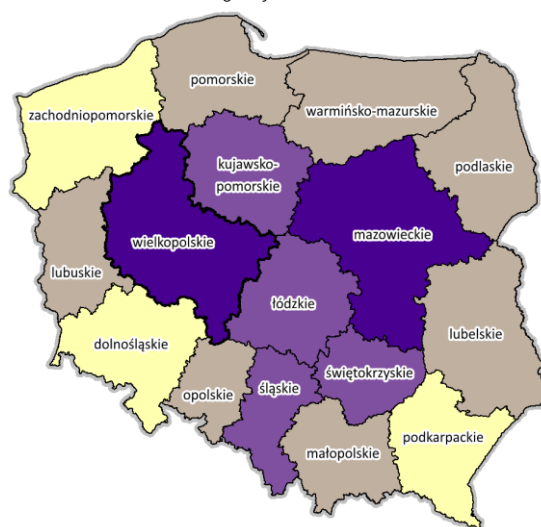 pomorskie
warmińsko-mazurskie
zachodniopomorskie
podlaskie
kujawsko-
pomorskie
mazowieckie
wielkopolskie
lubuskie
łódzkie
lubelskie
dolnośląskie
świętokrzyskie
śląskie
opolskie
podkarpackie
małopolskie